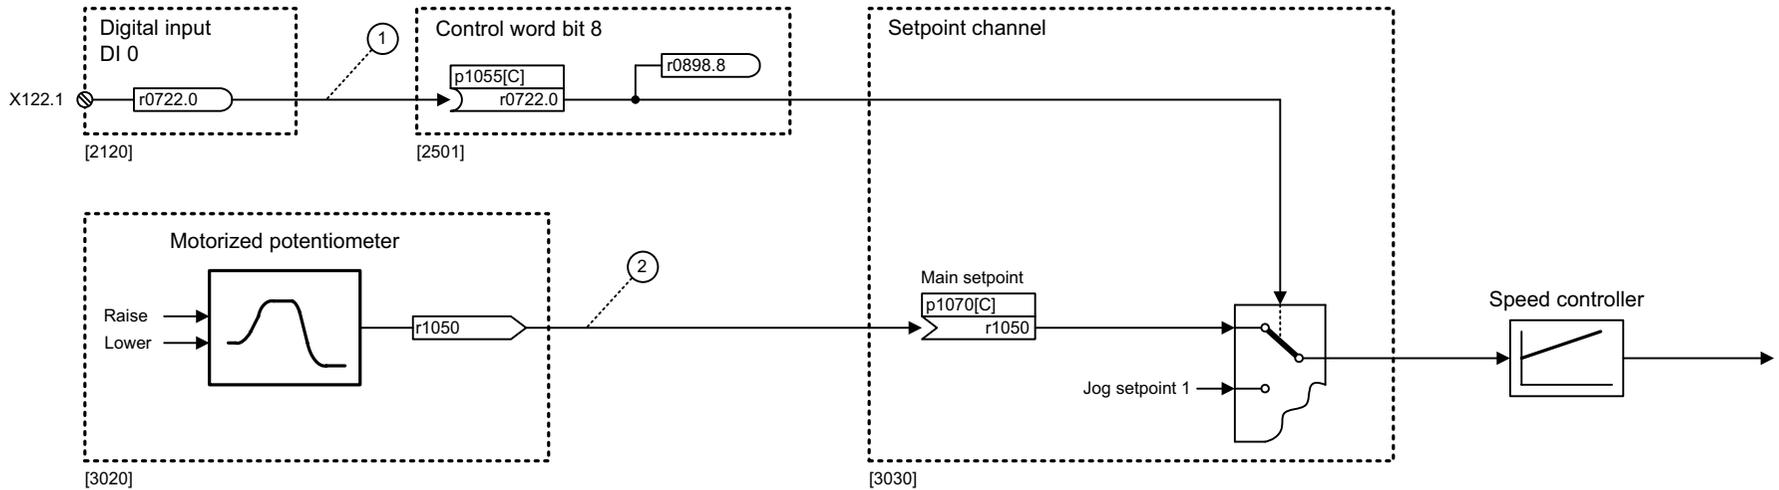 Digital input
DI 0
X122.1
r0722.0
[2120]
1
Control word bit 8
p1055[C]
r0722.0
r0898.8
[2501]
Setpoint channel
Motorized potentiometer
Raise
Lower
r1050
[3020]
2
Main setpoint
p1070[C]
r1050
Jog setpoint 1
[3030]
Speed controller